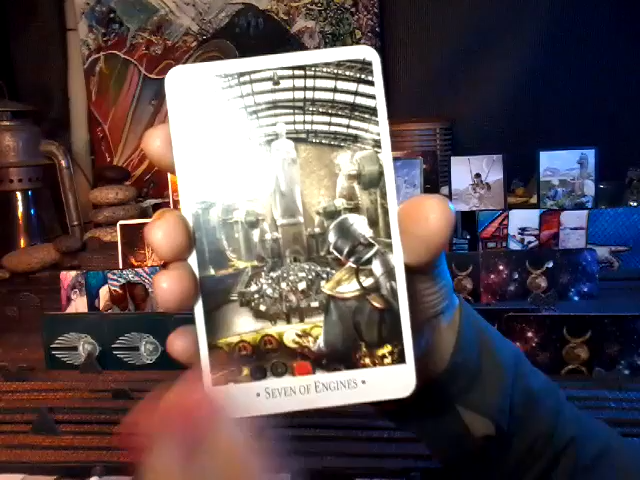 • SEVEN OF ENGINES •